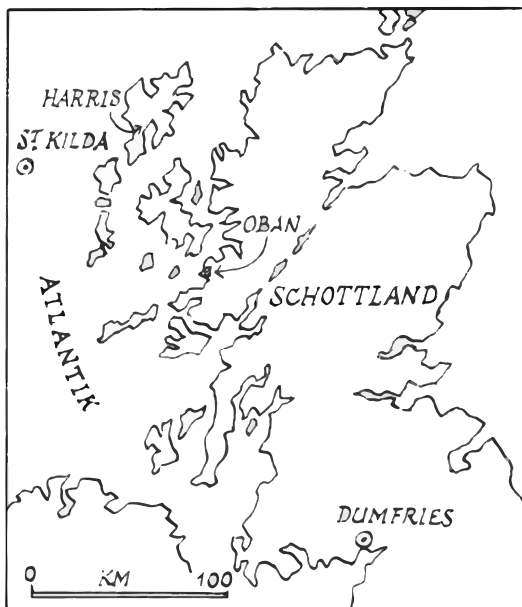 HARRIS
ST. KILDA
OBAN
SCHOTTLAND
ATLANTIK
DUMFRIES
0 KM 100